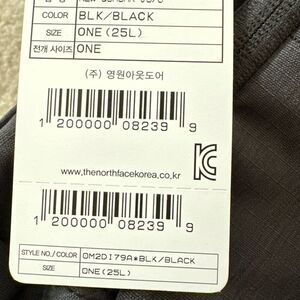 COLOR BLK/BLACK
SIZE ONE(25L)
전개 사이즈 ONE
(주) 영원아웃도어
1 200000 08239 9
www.thenorthfacekorea.co.kr
1 200000 08239 9
STYLE NO./COLOR 0M2DI79A*BLK/BLACK
SIZE ONE(25L)